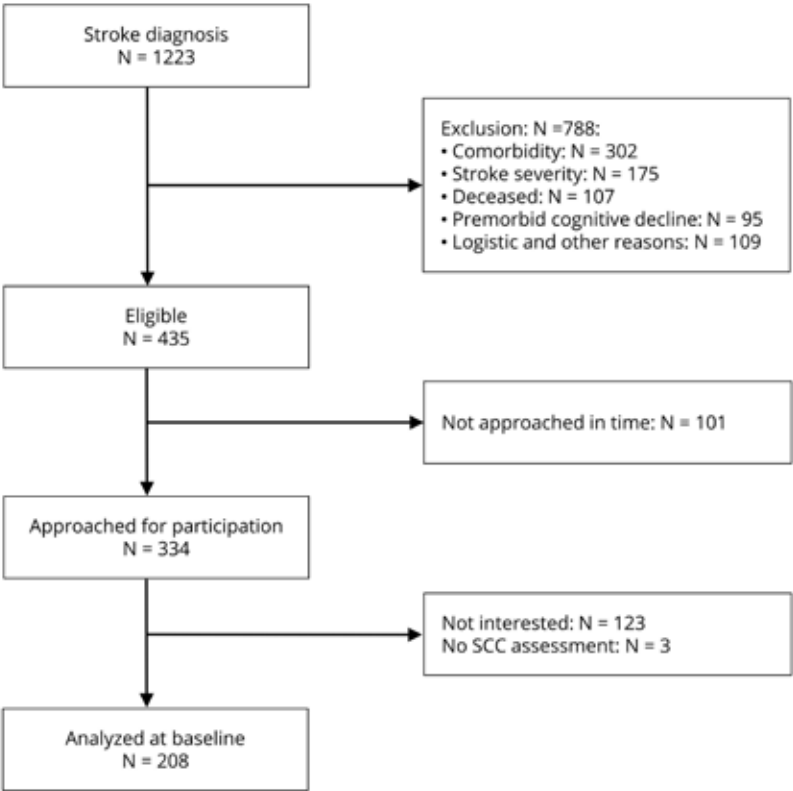 Stroke diagnosis
N = 1223
Exclusion: N =788:
• Comorbidity: N = 302
• Stroke severity: N = 175
• Deceased: N = 107
• Premorbid cognitive decline: N = 95
• Logistic and other reasons: N = 109
Eligible
N = 435
Not approached in time: N = 101
Approached for participation
N = 334
Not interested: N = 123
No SCC assessment: N = 3
Analyzed at baseline
N = 208